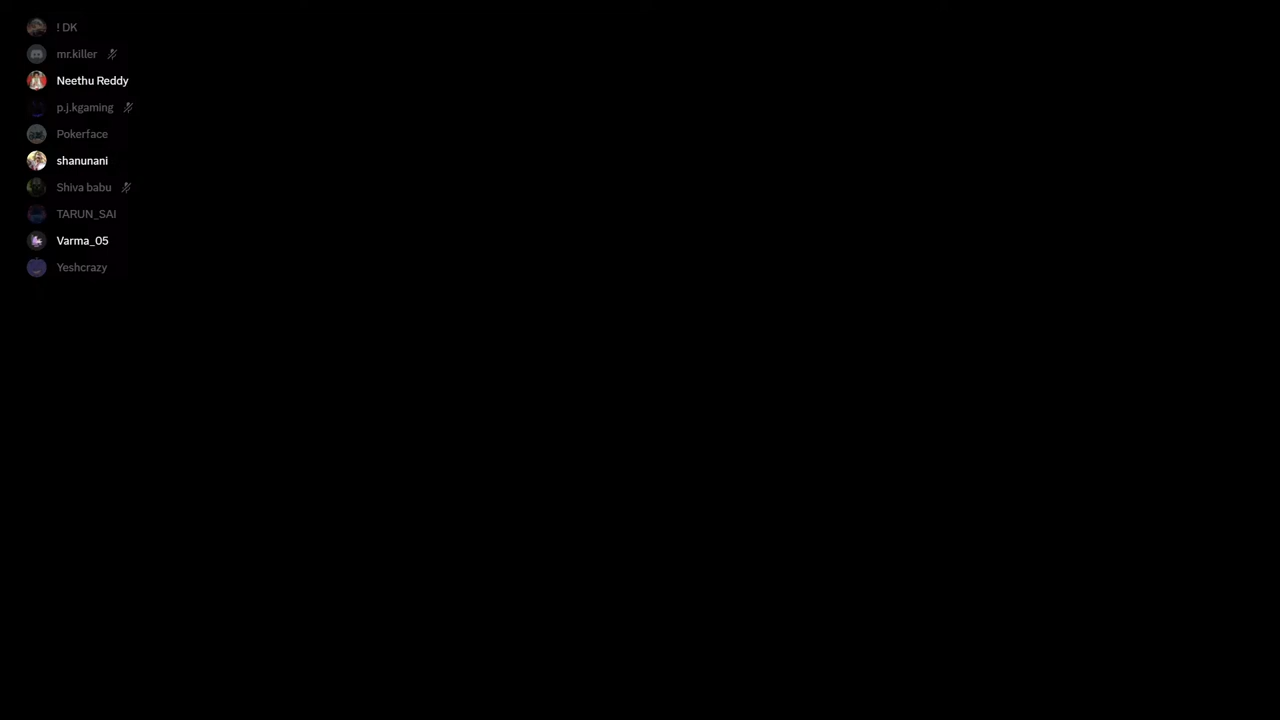 ! DK
mr.killer
Neethu Reddy
p.j.kgaming
Pokerface
shanunani
Shiva babu
TARUN_SAI
Varma_05
Yeshcrazy